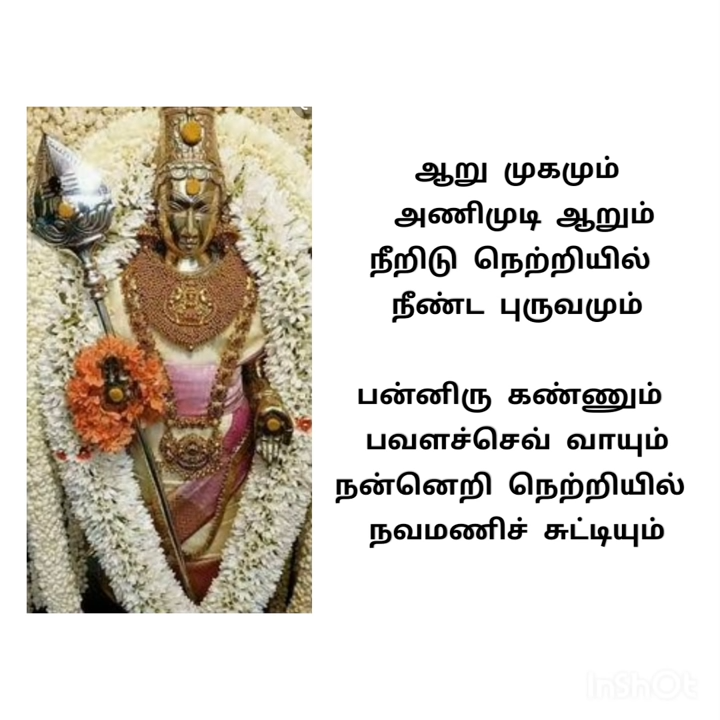 ஆறு முகமும்
அணிமுடி ஆறும்
நீறிடு நெற்றியில்
நீண்ட புருவமும்
பன்னிரு கண்ணும்
பவளச்செவ் வாயும்
நன்னெறி நெற்றியில்
நவமணிச் சுட்டியும்
InShOt